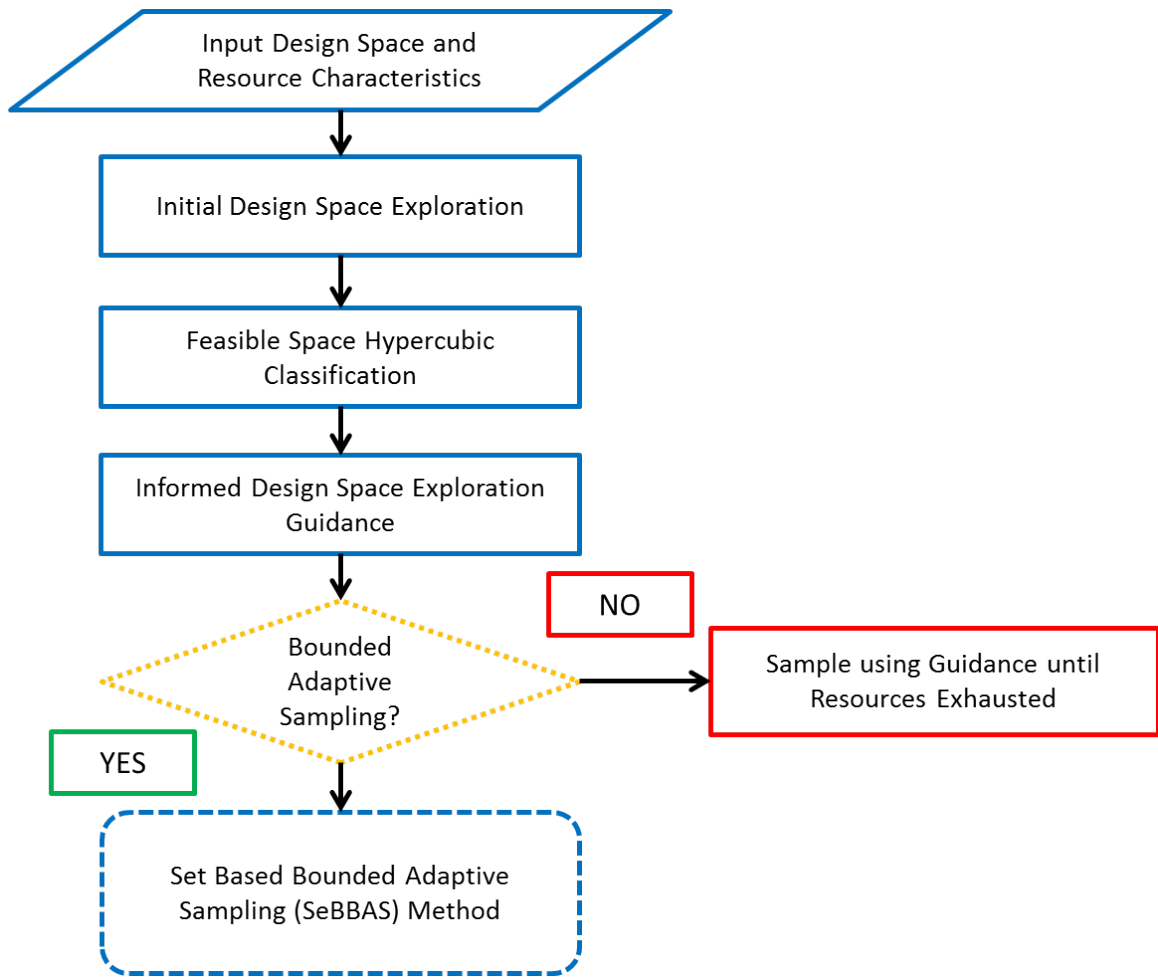 Input Design Space and
Resource Characteristics
Initial Design Space Exploration
Feasible Space Hypercubic
Classification
Informed Design Space Exploration
Guidance
NO
Bounded
Adaptive
Sampling?
Sample using Guidance until
Resources Exhausted
YES
Set Based Bounded Adaptive
Sampling (SeBBAS) Method